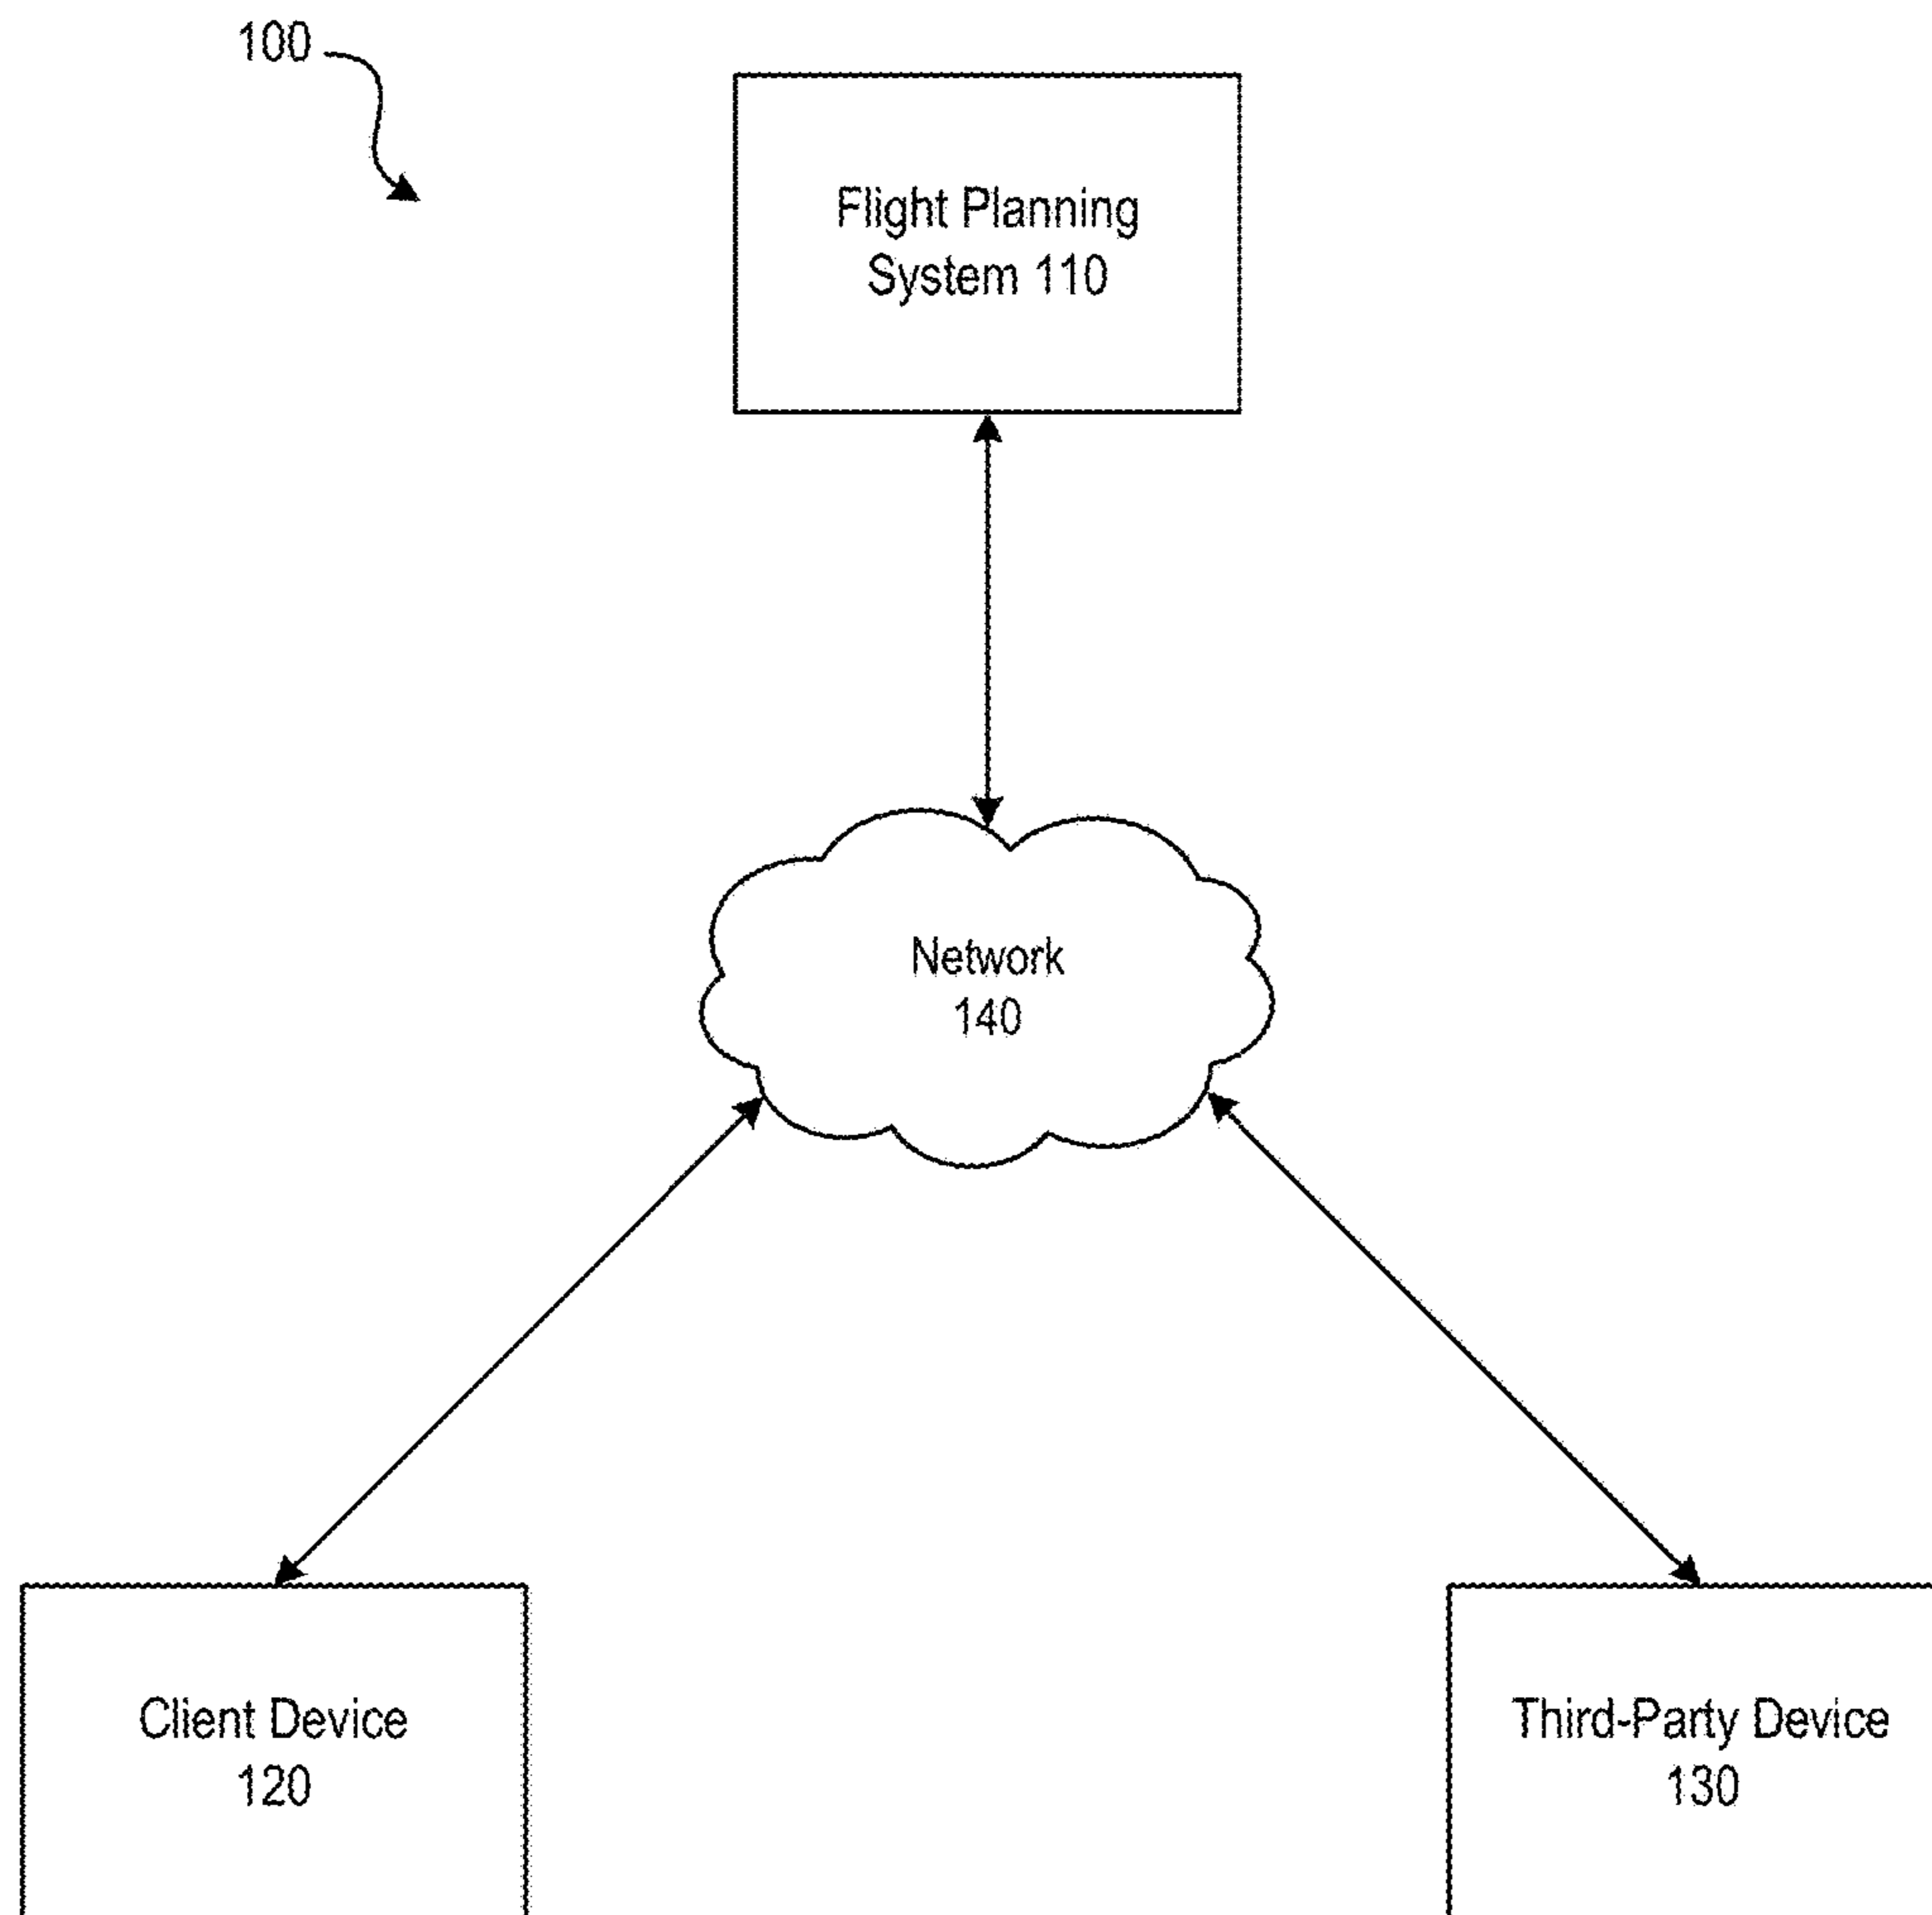 100
Flight Planning
System 110
Network
140
Client Device
120
Third-Party Device
130